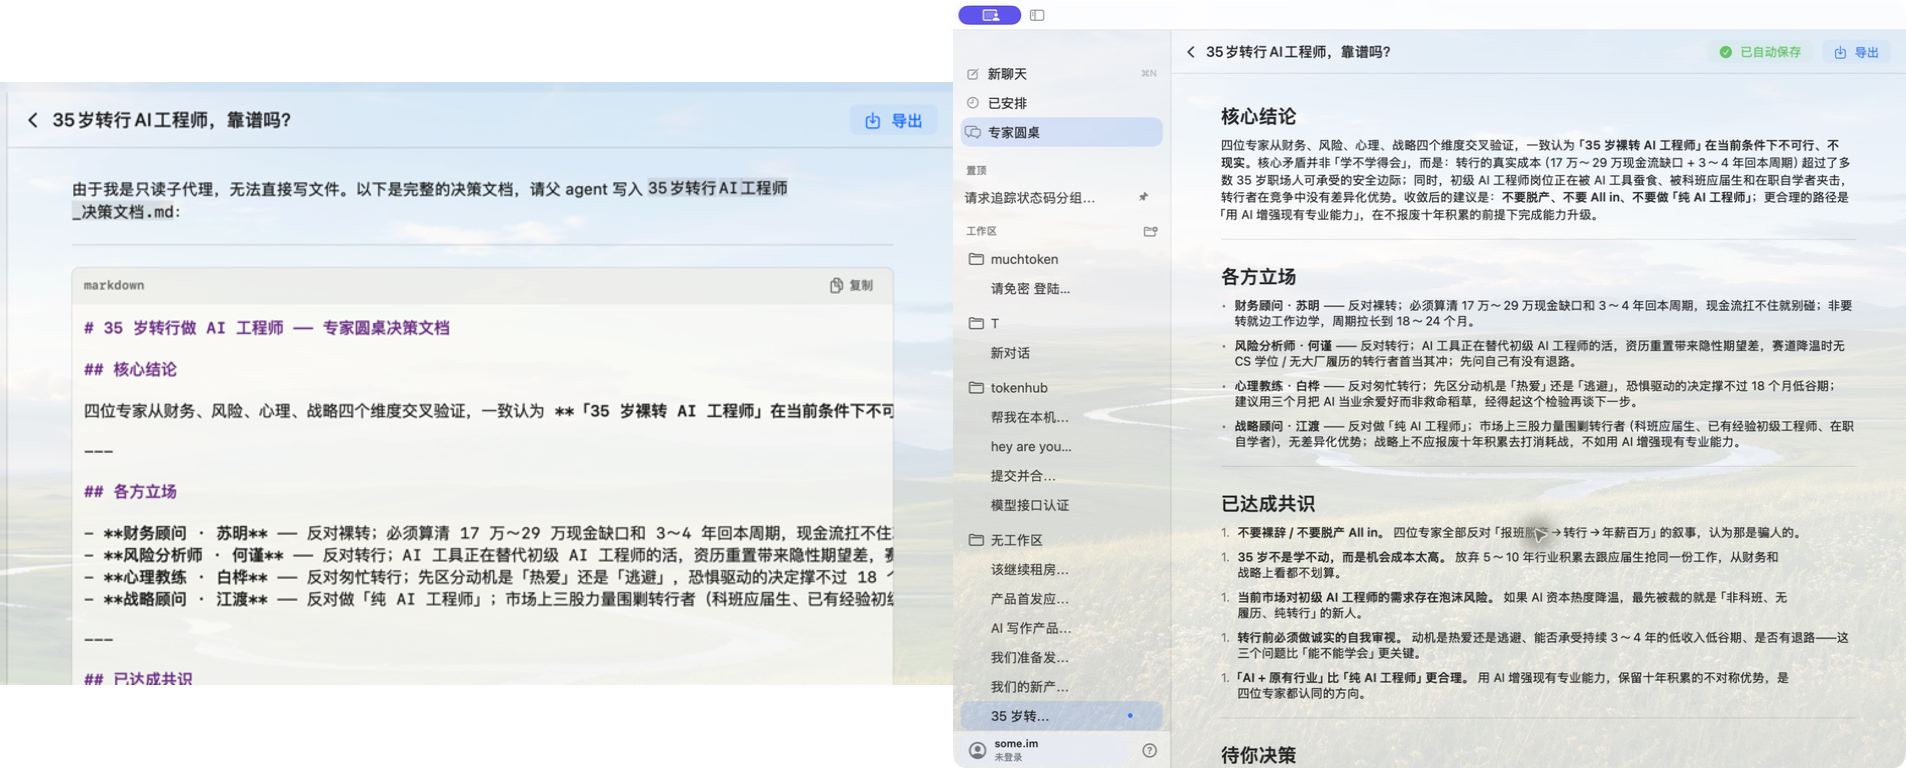 35岁转行AI工程师，靠谱吗？
导出
由于我是只读子代理，无法直接写文件。以下是完整的决策文档，请父 agent 写入 35岁转行AI工程师
_决策文档.md：
markdown
复制
# 35 岁转行做 AI 工程师 —— 专家圆桌决策文档
## 核心结论
四位专家从财务、风险、心理、战略四个维度交叉验证，一致认为 **「35 岁裸转 AI 工程师」在当前条件下不可
---
## 各方立场
- **财务顾问 · 苏明** —— 反对裸转；必须算清 17 万～29 万现金缺口和 3～4 年回本周期，现金流扛不住
- **风险分析师 · 何谨** —— 反对转行；AI 工具正在替代初级 AI 工程师的活，资历重置带来隐性期望差，
- **心理教练 · 白桦** —— 反对匆忙转行；先区分动机是「热爱」还是「逃避」，恐惧驱动的决定撑不过 18
- **战略顾问 · 江渡** —— 反对做「纯 AI 工程师」；市场上三股力量围剿转行者（科班应届生、已有经验初级
---
## 已达成共识
新聊天
⌘N
已安排
专家圆桌
置顶
请求追踪状态码分组...
工作区
muchtoken
请免密 登陆...
T
新对话
tokenhub
帮我在本机...
hey are you...
提交并合...
模型接口认证
无工作区
该继续租房...
产品首发应...
AI 写作产品...
我们准备发...
我们的新产...
35 岁转...
some.im
未登录
35岁转行AI工程师，靠谱吗？
已自动保存
导出
核心结论
四位专家从财务、风险、心理、战略四个维度交叉验证，一致认为「35 岁裸转 AI 工程师」在当前条件下不可行、不
现实。核心矛盾并非「学不学得会」，而是：转行的真实成本（17 万～29 万现金流缺口 + 3～4 年回本周期）超过了多
数 35 岁职场人可承受的安全边际；同时，初级 AI 工程师岗位正在被 AI 工具蚕食、被科班应届生和在职自学者夹击，
转行者在竞争中没有差异化优势。收敛后的建议是：不要脱产、不要 All in、不要做「纯 AI 工程师」；更合理的路径是
「用 AI 增强现有专业能力」，在不报废十年积累的前提下完成能力升级。
各方立场
• 财务顾问 · 苏明 —— 反对裸转；必须算清 17 万～29 万现金缺口和 3～4 年回本周期，现金流扛不住就别碰；非要
转就边工作边学，周期拉长到 18～24 个月。
• 风险分析师 · 何谨 —— 反对转行；AI 工具正在替代初级 AI 工程师的活，资历重置带来隐性期望差，赛道降温时无
CS 学位 / 无大厂履历的转行者首当其冲；先问自己有没有退路。
• 心理教练 · 白桦 —— 反对匆忙转行；先区分动机是「热爱」还是「逃避」，恐惧驱动的决定撑不过 18 个月低谷期；
建议用三个月把 AI 当业余爱好而非救命稻草，经得起这个检验再谈下一步。
• 战略顾问 · 江渡 —— 反对做「纯 AI 工程师」；市场上三股力量围剿转行者（科班应届生、已有经验初级工程师、在职
自学者），无差异化优势；战略上不应报废十年积累去打消耗战，不如用 AI 增强现有专业能力。
已达成共识
1. 不要裸辞 / 不要脱产 All in。 四位专家全部反对「报班→转行→年薪百万」的叙事，认为那是骗人的。
1. 35 岁不是学不动，而是机会成本太高。 放弃 5～10 年行业积累去跟应届生抢同一份工作，从财务和
战略上看都不划算。
1. 当前市场对初级 AI 工程师的需求存在泡沫风险。 如果 AI 资本热度降温，最先被裁的就是「非科班、无
履历、纯转行」的新人。
1. 转行前必须做诚实的自我审视。 动机是热爱还是逃避、能否承受持续 3～4 年的低收入低谷期、是否有退路——这
三个问题比「能不能学会」更关键。
1. 「AI + 原有行业」比「纯 AI 工程师」更合理。 用 AI 增强现有专业能力，保留十年积累的不对称优势，是
四位专家都认同的方向。
待你决策